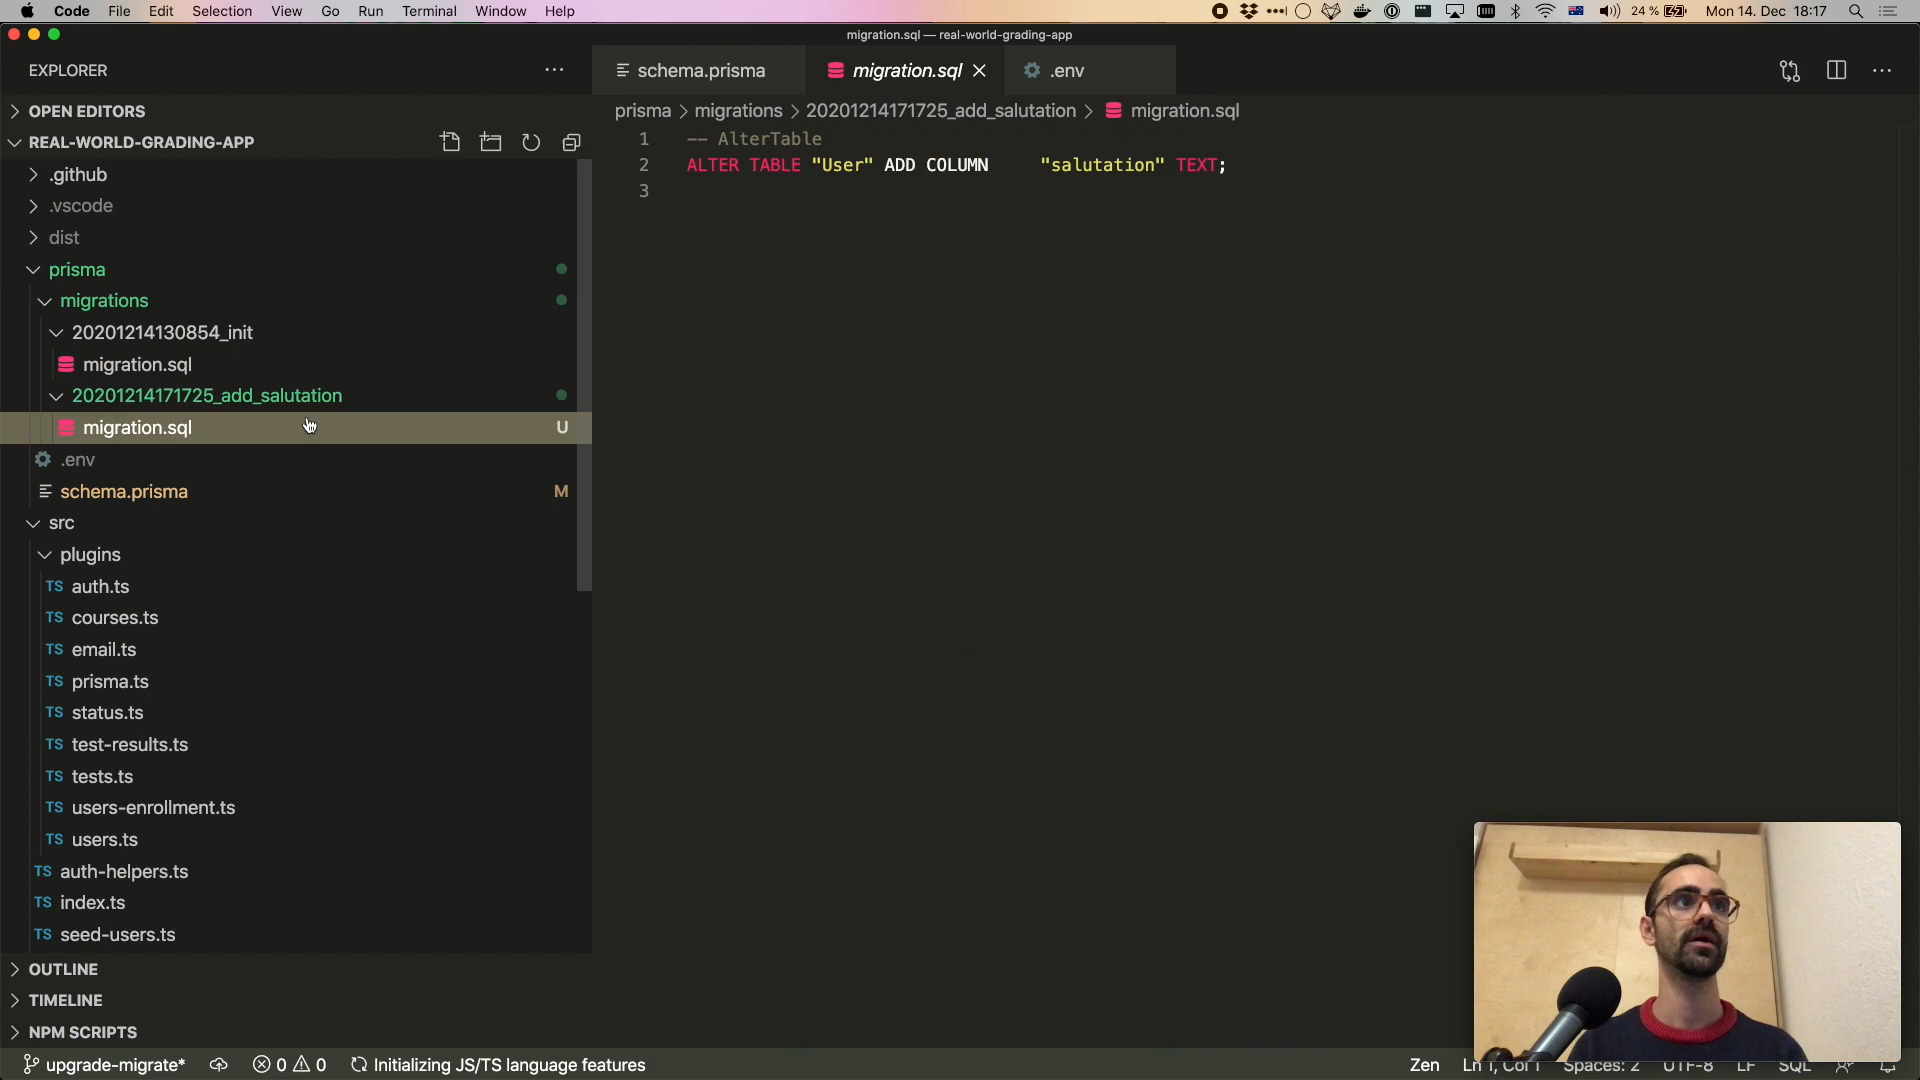 Code File Edit Selection View Go Run Terminal Window Help
24 % Mon 14. Dec 18:17
migration.sql — real-world-grading-app
EXPLORER
OPEN EDITORS
REAL-WORLD-GRADING-APP
.github
.vscode
dist
prisma
migrations
20201214130854_init
migration.sql
20201214171725_add_salutation
migration.sql U
.env
schema.prisma M
src
plugins
TS auth.ts
TS courses.ts
TS email.ts
TS prisma.ts
TS status.ts
TS test-results.ts
TS tests.ts
TS users-enrollment.ts
TS users.ts
TS auth-helpers.ts
TS index.ts
TS seed-users.ts
OUTLINE
TIMELINE
NPM SCRIPTS
schema.prisma migration.sql .env
prisma > migrations > 20201214171725_add_salutation > migration.sql
1 -- AlterTable
2 ALTER TABLE "User" ADD COLUMN "salutation" TEXT;
3
upgrade-migrate* 0 0 Initializing JS/TS language features
Zen Ln 1, Col 1 Spaces: 2 UTF-8 LF SQL